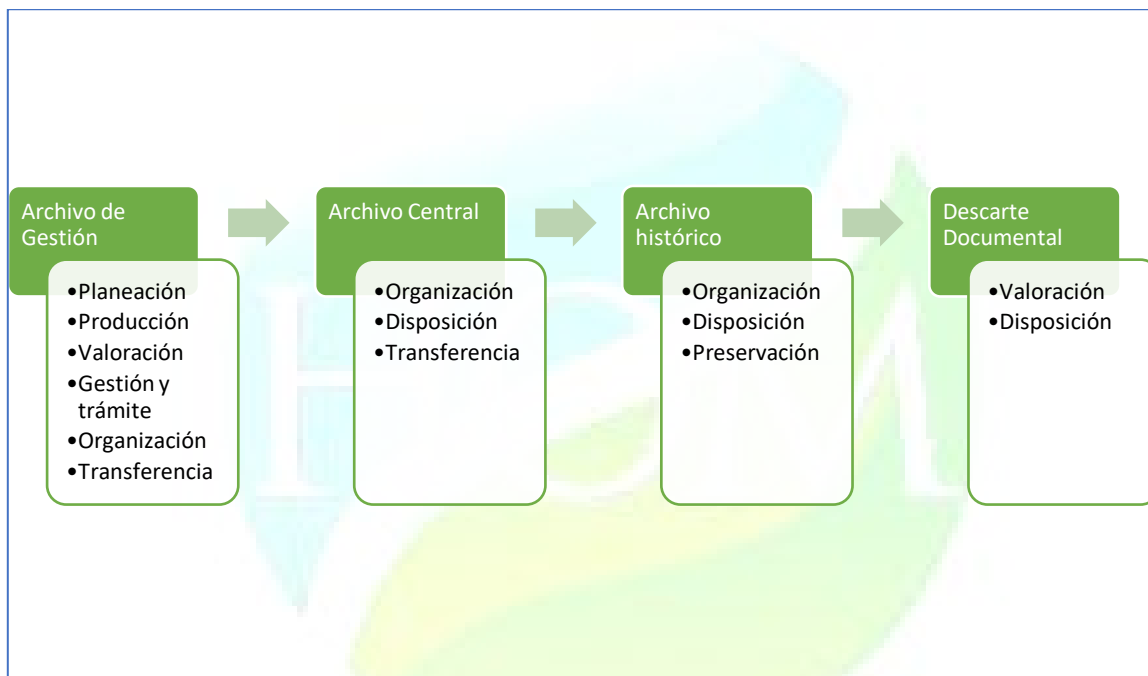 Archivo de
Gestión
•Planeación
•Producción
•Valoración
•Gestión y
trámite
•Organización
•Transferencia
Archivo Central
•Organización
•Disposición
•Transferencia
Archivo
histórico
•Organización
•Disposición
•Preservación
Descarte
Documental
•Valoración
•Disposición